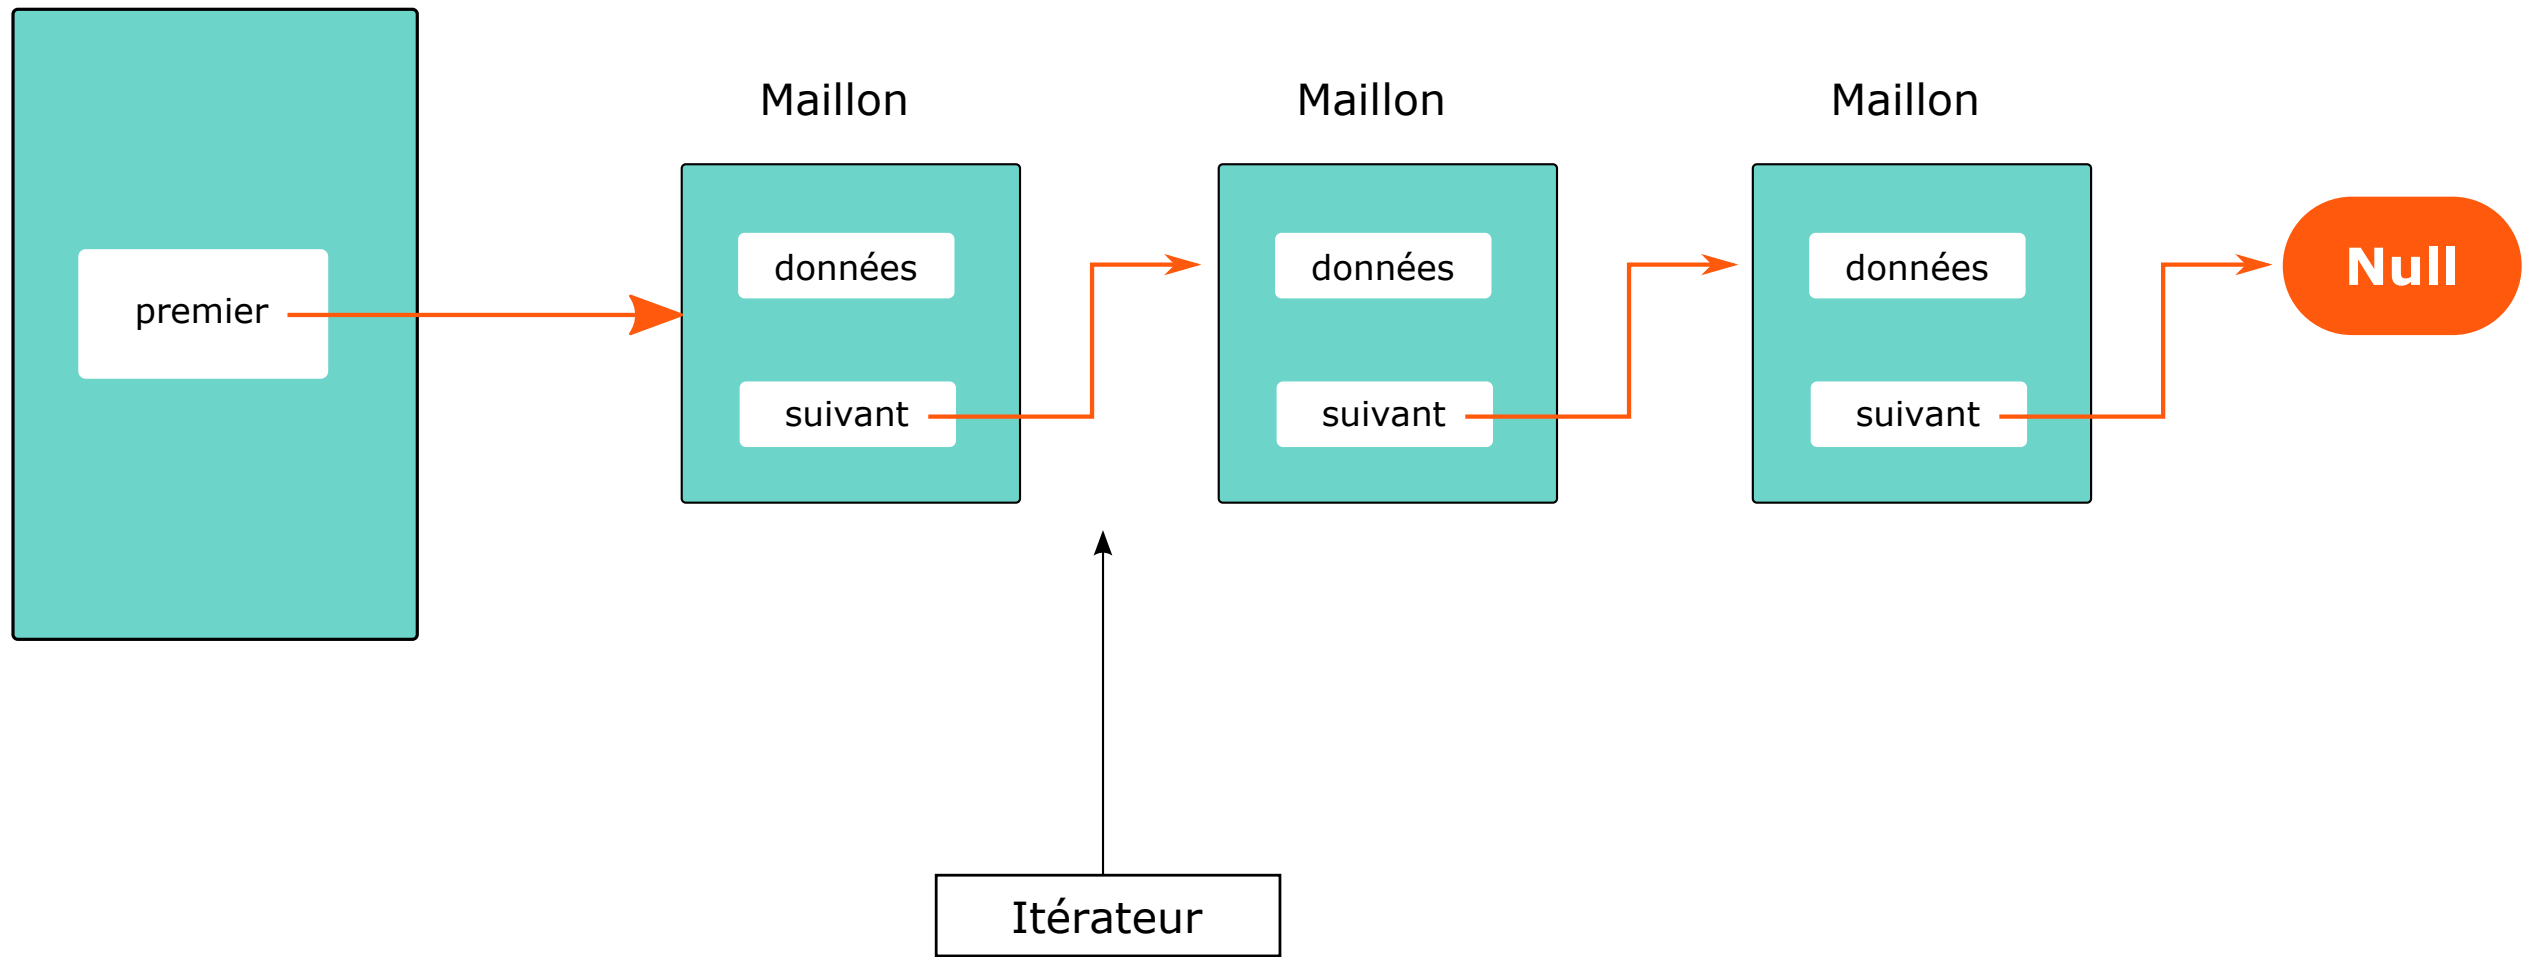 Maillon
Maillon
Maillon
premier
données
suivant
données
suivant
données
suivant
Null
Itérateur